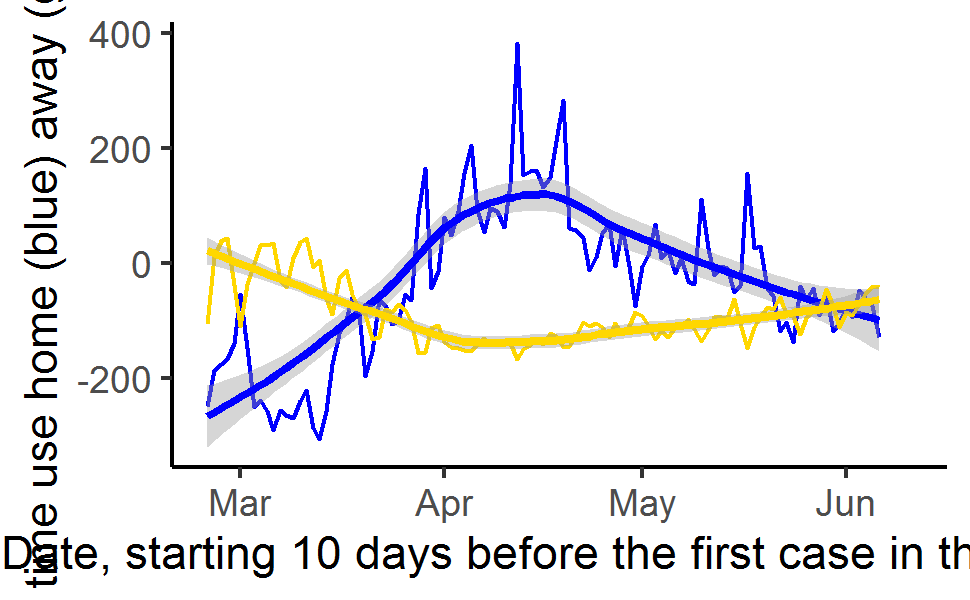 time use home (blue) away (
400
200
0
-200
Mar Apr May Jun
Date, starting 10 days before the first case in th